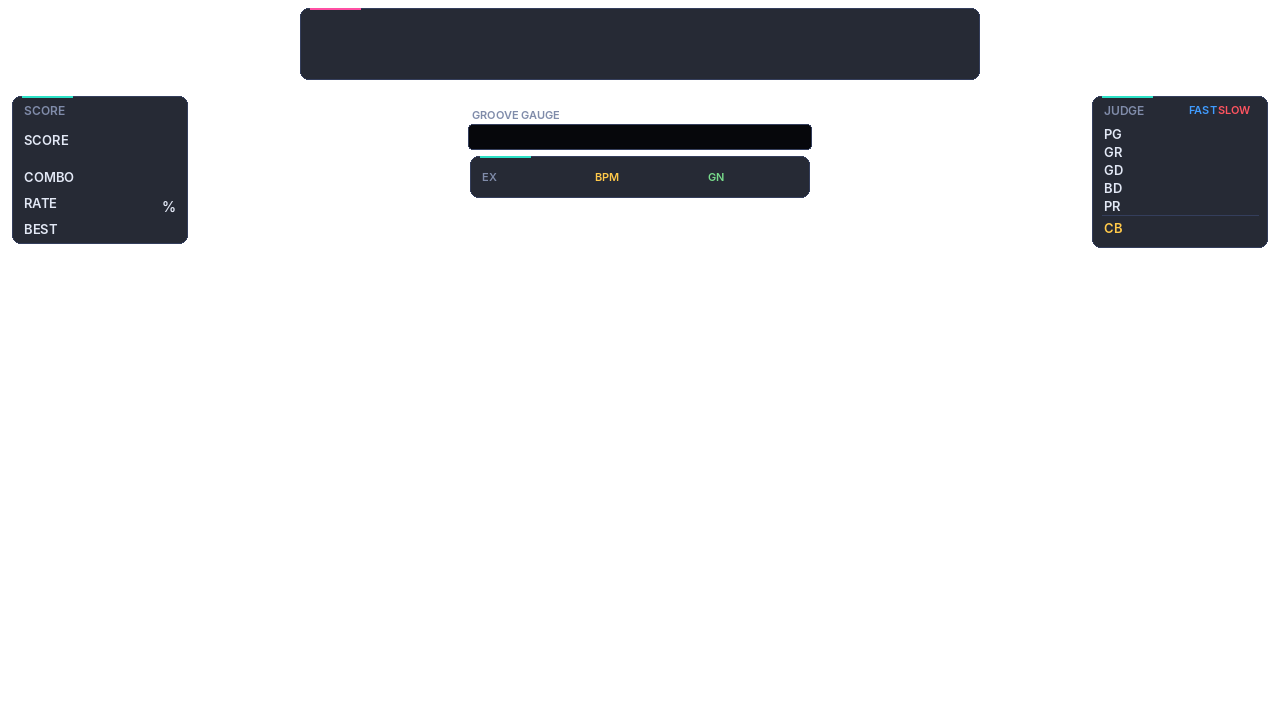 SCORE
SCORE
COMBO
RATE %
BEST
GROOVE GAUGE
EX BPM GN
JUDGE FAST SLOW
PG
GR
GD
BD
PR
CB